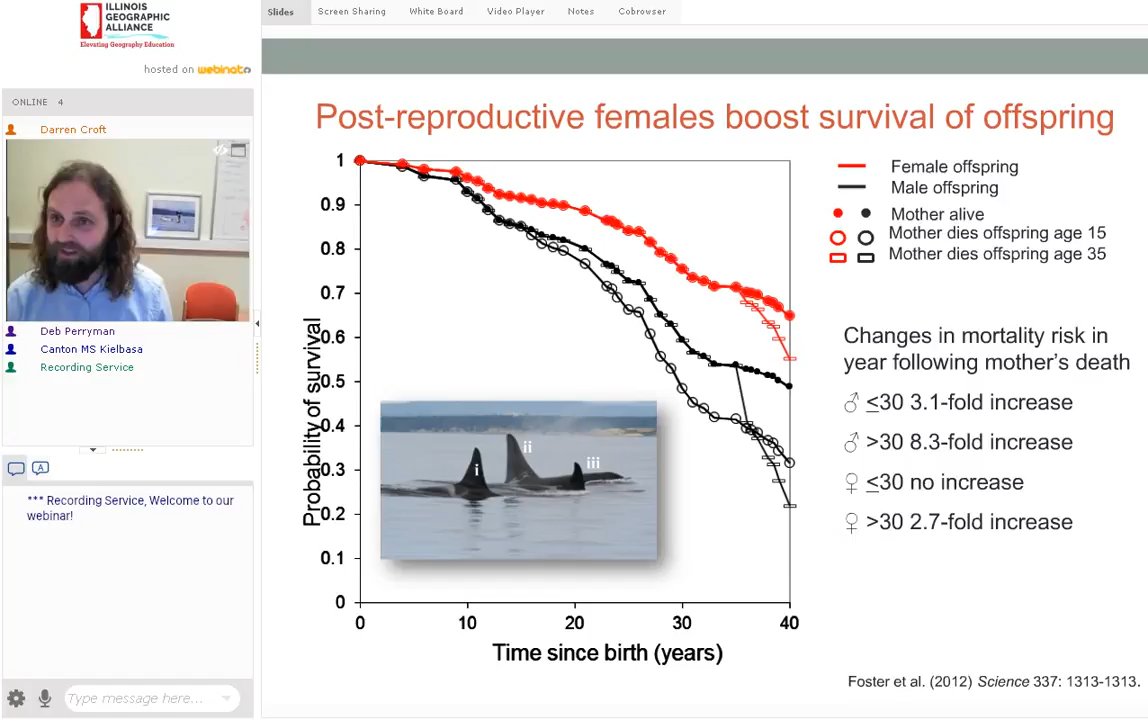 ILLINOIS
GEOGRAPHIC
ALLIANCE
Elevating Geography Education
hosted on webinato
ONLINE 4
Darren Croft
Deb Perryman
Canton MS Kielbasa
Recording Service
*** Recording Service, Welcome to our
webinar!
Type message here...
Slides Screen Sharing White Board Video Player Notes Cobrowser
Post-reproductive females boost survival of offspring
Probability of survival
1
0.9
0.8
0.7
0.6
0.5
0.4
0.3
0.2
0.1
0
i
ii
iii
0 10 20 30 40
Time since birth (years)
Female offspring
Male offspring
Mother alive
Mother dies offspring age 15
Mother dies offspring age 35
Changes in mortality risk in
year following mother's death
♂ ≤30 3.1-fold increase
♂ >30 8.3-fold increase
♀ ≤30 no increase
♀ >30 2.7-fold increase
Foster et al. (2012) Science 337: 1313-1313.